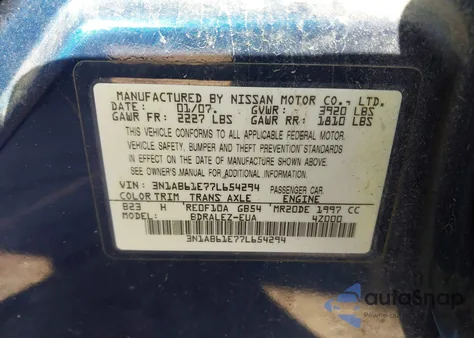 MANUFACTURED BY NISSAN MOTOR CO., LTD.
DATE: 01/07 GVWR: 3920 LBS
GAWR FR: 2227 LBS GAWR RR: 1810 LBS
THIS VEHICLE CONFORMS TO ALL APPLICABLE FEDERAL MOTOR
VEHICLE SAFETY, BUMPER AND THEFT PREVENTION STANDARDS
IN EFFECT ON THE DATE OF MANUFACTURE SHOWN ABOVE.
SEE OWNER'S MANUAL FOR ADDITIONAL INFORMATION
VIN: 3N1AB61E77L654294 PASSENGER CAR
COLOR TRIM TRANS AXLE ENGINE
B23 H RE0F10A GB54 MR20DE 1997 CC
MODEL: BDRALEZ-EUA 4Z000
3N1AB61E77L654294
autosnap